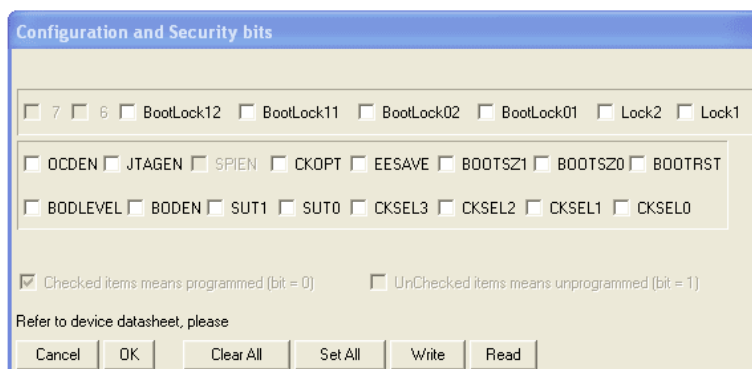 Configuration and Security bits
7 6 BootLock12 BootLock11 BootLock02 BootLock01 Lock2 Lock1
OCDEN JTAGEN SPIEN CKOPT EESAVE BOOTSZ1 BOOTSZ0 BOOTRST
BODLEVEL BODEN SUT1 SUT0 CKSEL3 CKSEL2 CKSEL1 CKSEL0
Checked items means programmed (bit = 0) UnChecked items means unprogrammed (bit = 1)
Refer to device datasheet, please
Cancel OK Clear All Set All Write Read